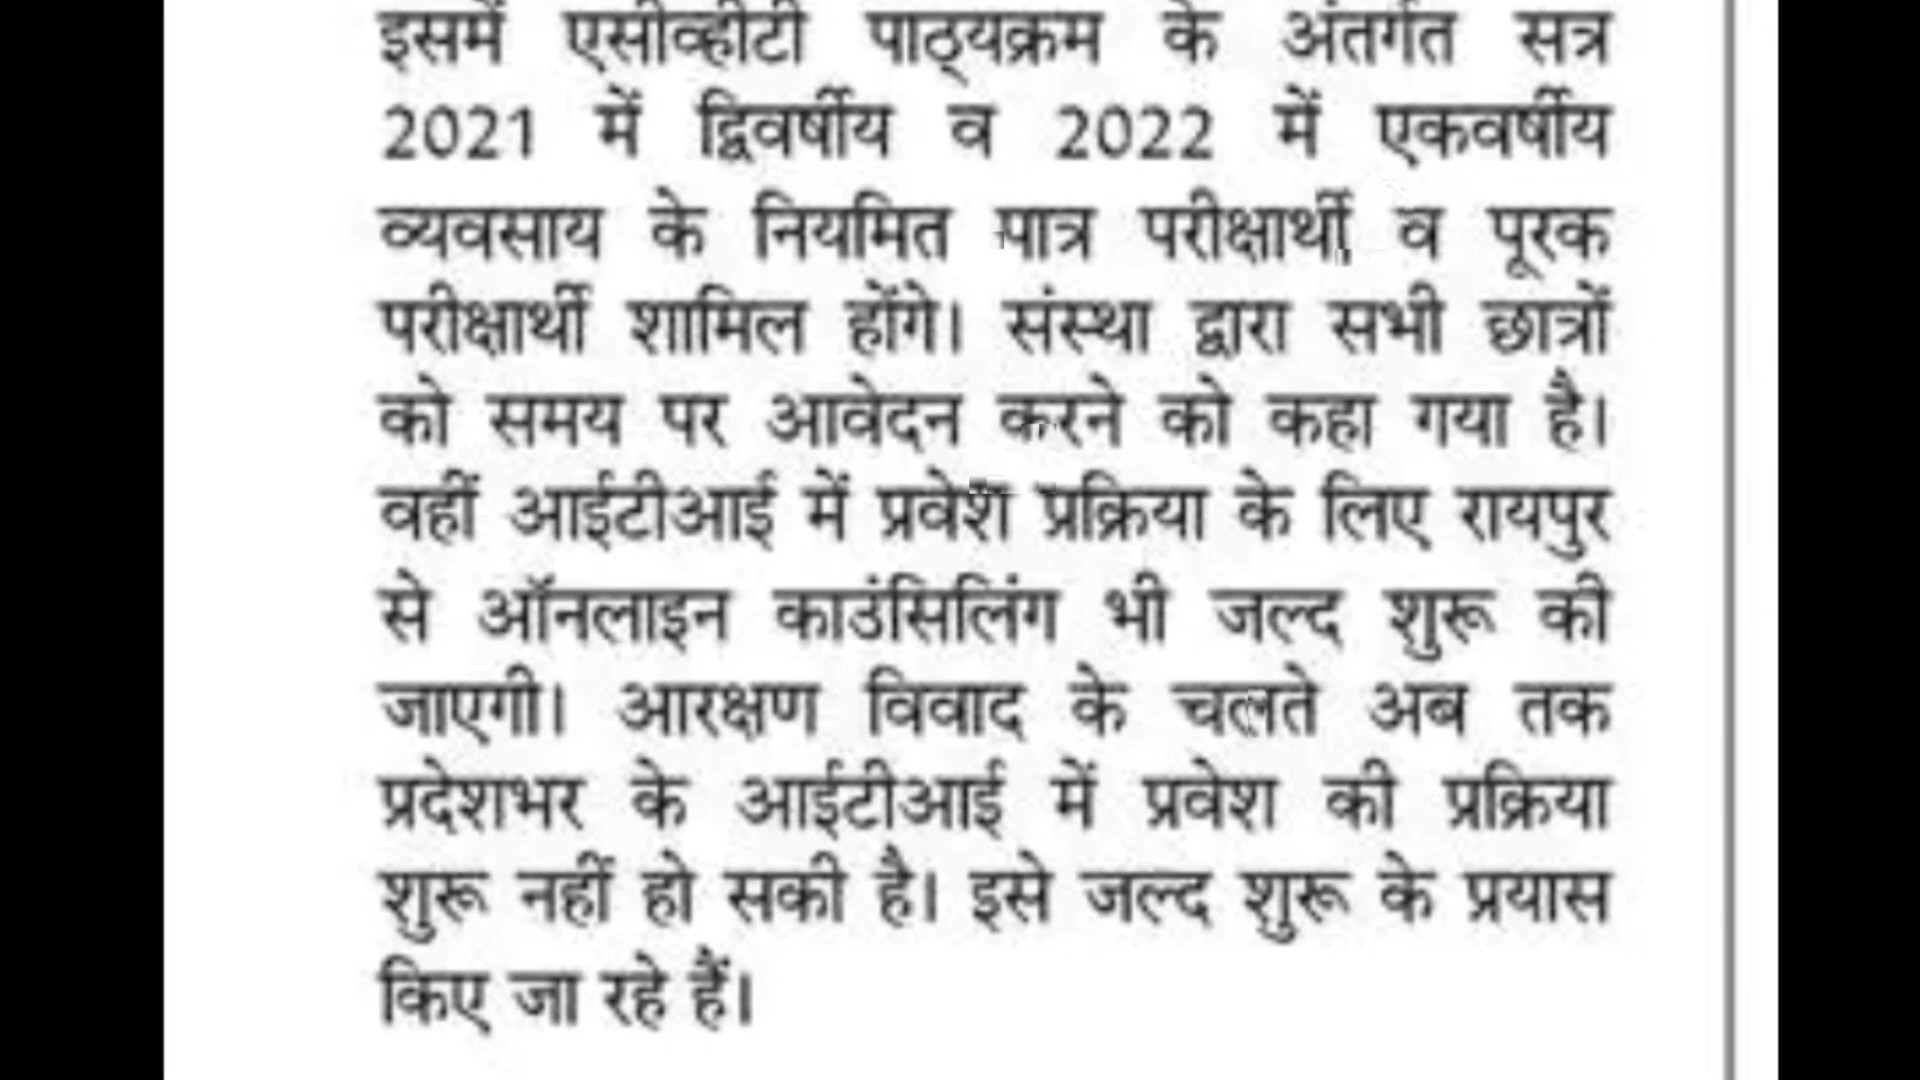 इसमें एसीव्हीटी पाठ्यक्रम के अंतर्गत सत्र
2021 में द्विवर्षीय व 2022 में एकवर्षीय
व्यवसाय के नियमित पात्र परीक्षार्थी व पूरक
परीक्षार्थी शामिल होंगे। संस्था द्वारा सभी छात्रों
को समय पर आवेदन करने को कहा गया है।
वहीं आईटीआई में प्रवेश प्रक्रिया के लिए रायपुर
से ऑनलाइन काउंसिलिंग भी जल्द शुरू की
जाएगी। आरक्षण विवाद के चलते अब तक
प्रदेशभर के आईटीआई में प्रवेश की प्रक्रिया
शुरू नहीं हो सकी है। इसे जल्द शुरू के प्रयास
किए जा रहे हैं।